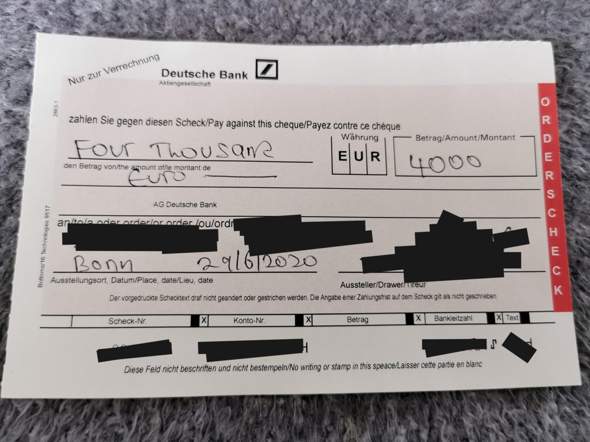 Nur zur Verrechnung
Deutsche Bank
Aktiengesellschaft
zahlen Sie gegen diesen Scheck/Pay against this cheque/Payez contre ce chèque
Währung
Betrag/Amount/Montant
Four Thousand
EUR
4000
den Betrag von/the amount of/le montant de
Euro
AG Deutsche Bank
an/to/a oder order/or order /ou/ordr
Bonn 29/6/2020
Ausstellungsort, Datum/Place, date/Lieu, date
Aussteller/Drawer/Tireur
Der vorgedruckte Schecktext draf nicht geandert oder gestrichen werden. Die Angabe einer Zahlungsfrist auf dem Scheck git als nicht geschrieben.
Scheck-Nr. X Konto-Nr. X Betrag X Bankleitzahl X Text
Diese Feld nicht beschriften und nicht bestempeln/No writing or stamp in this speace/Laisser cette partie en blanc
ORDERSCHECK